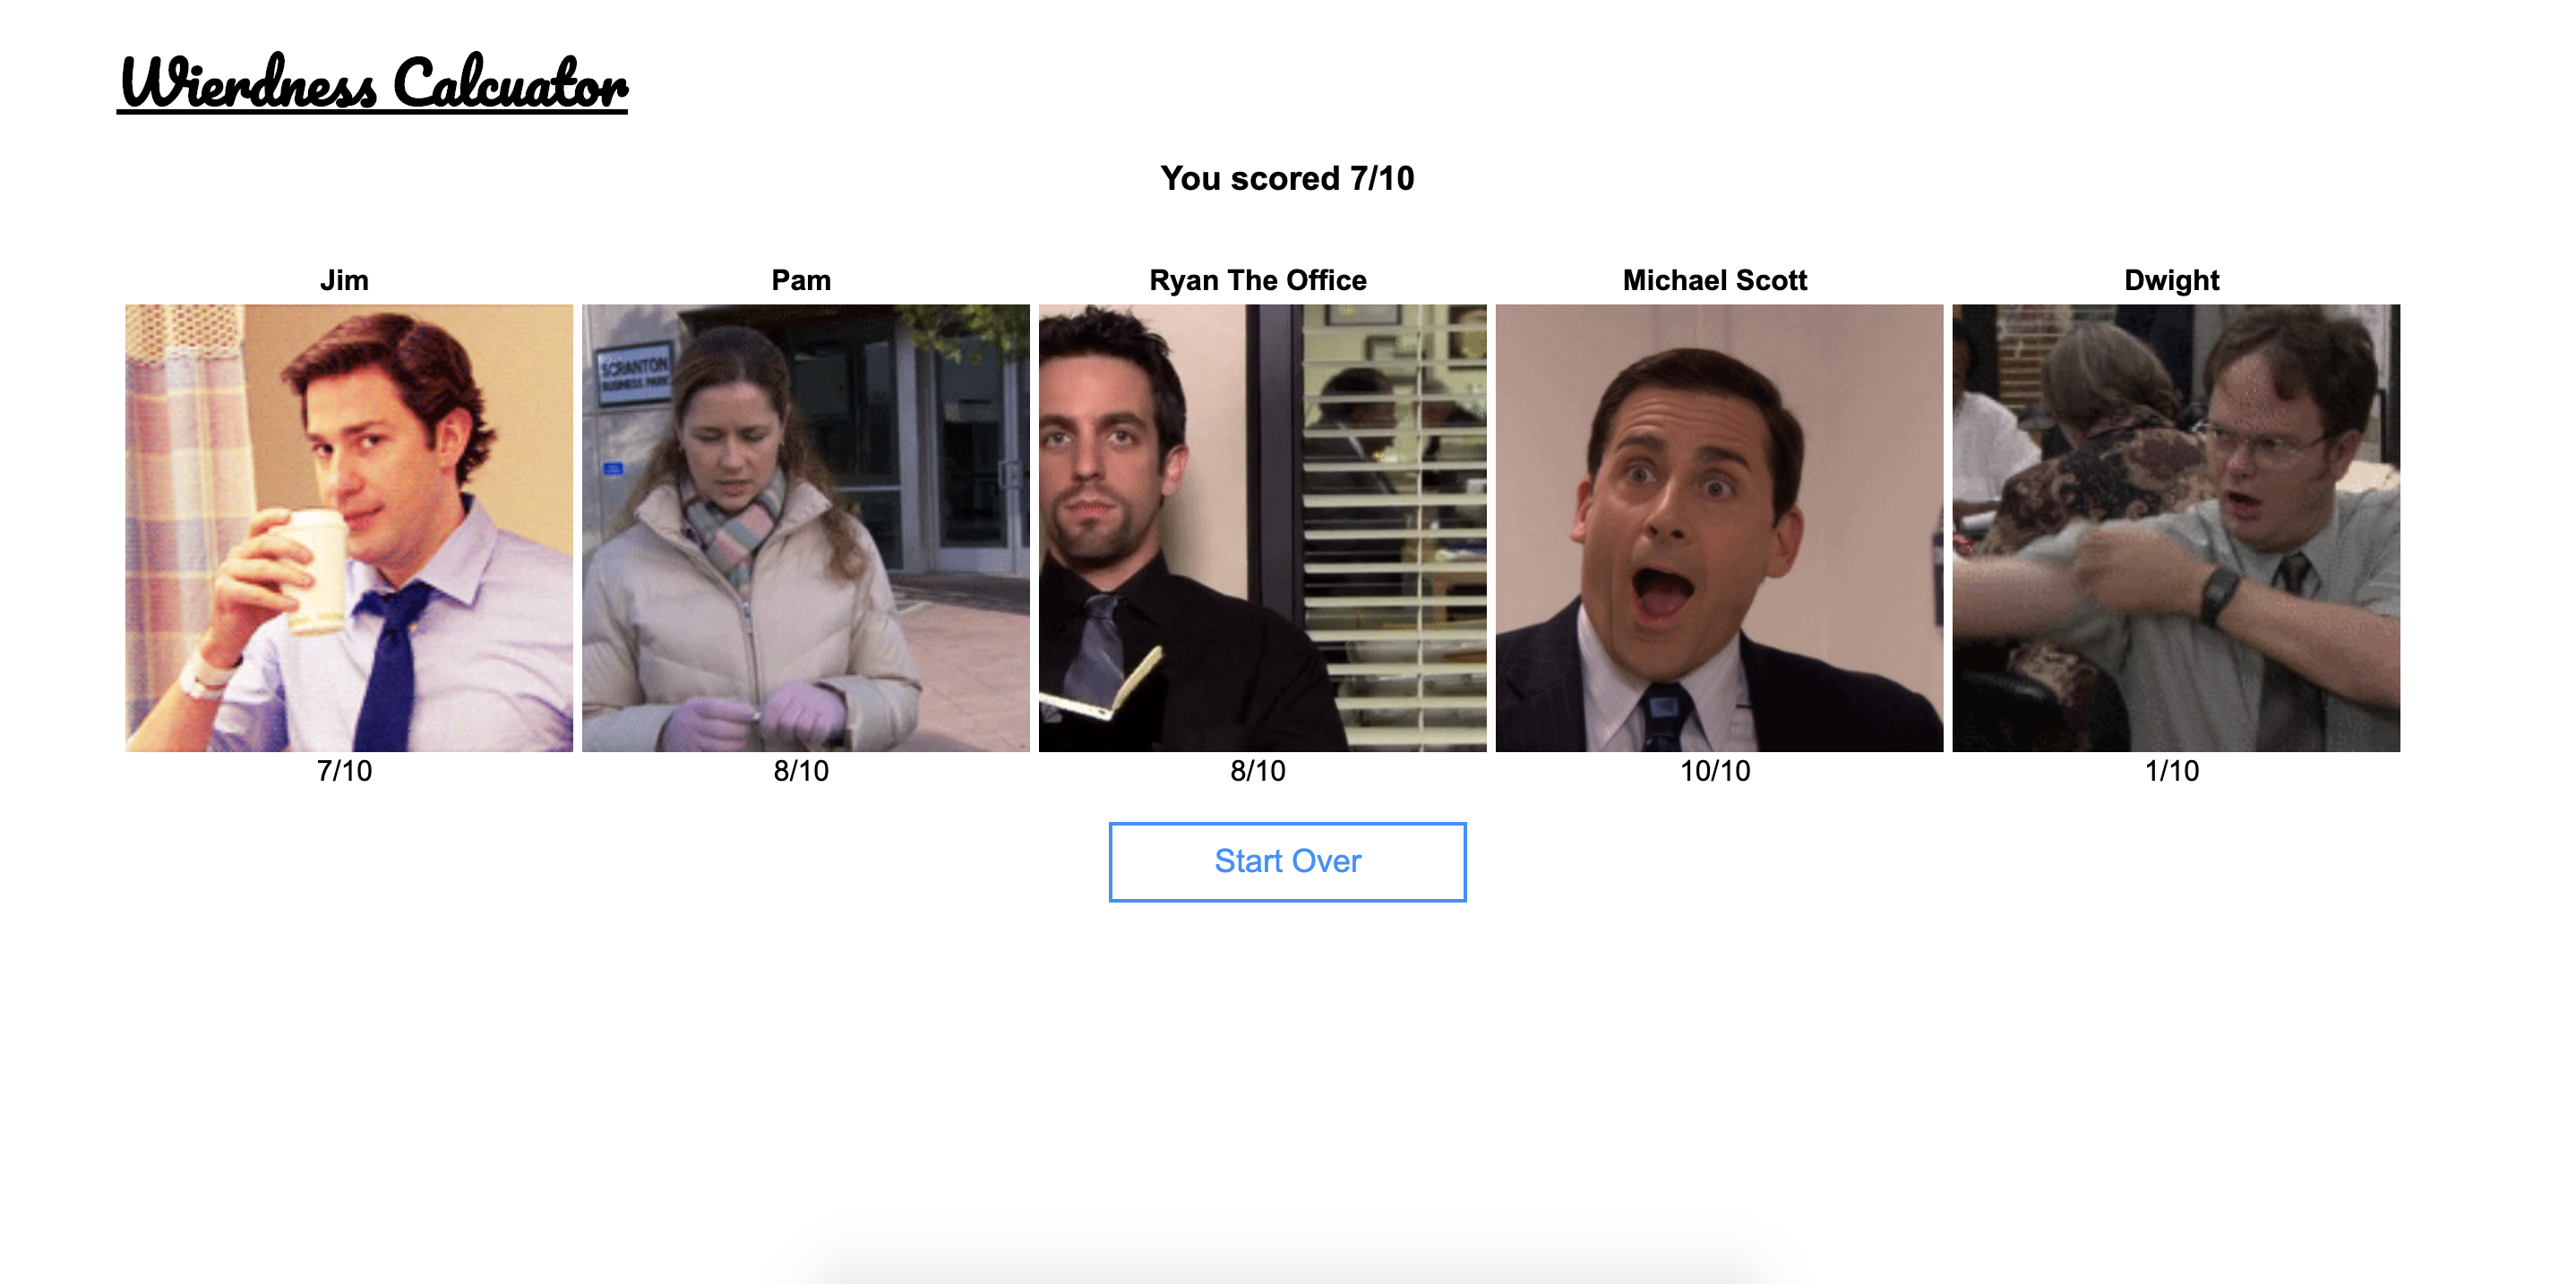 Wierdness Calcuator
You scored 7/10
Jim
Pam
Ryan The Office
Michael Scott
Dwight
SCRANTON
BUSINESS PARK
7/10
8/10
8/10
10/10
1/10
Start Over